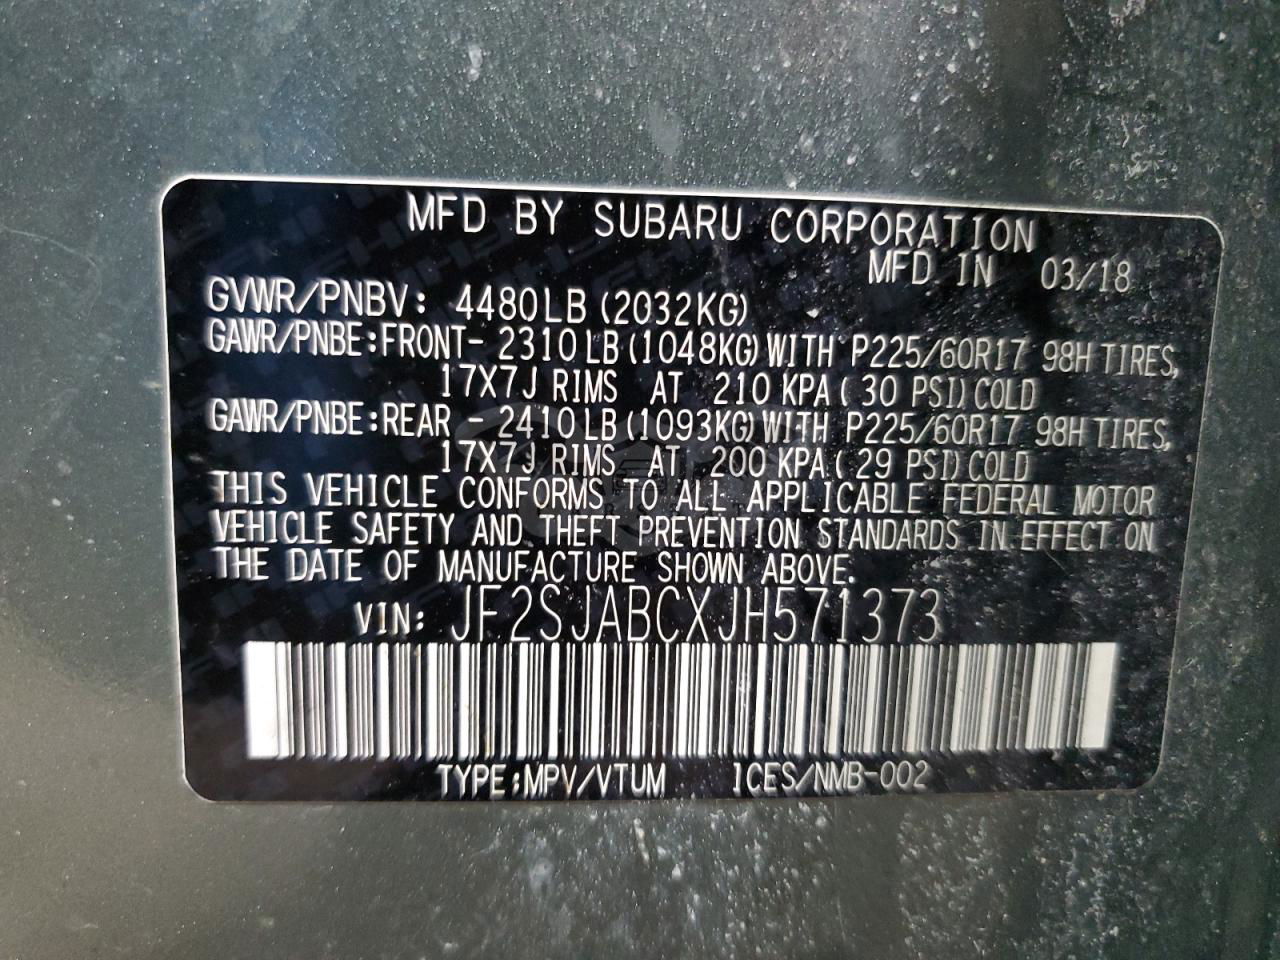 MFD BY SUBARU CORPORATION
MFD IN 03/18
GVWR/PNBV: 4480LB (2032KG)
GAWR/PNBE:FRONT- 2310LB (1048KG) WITH P225/60R17 98H TIRES,
17X7J RIMS AT 210 KPA ( 30 PSI) COLD
GAWR/PNBE:REAR - 2410LB (1093KG) WITH P225/60R17 98H TIRES,
17X7J RIMS AT 200 KPA ( 29 PSI) COLD
THIS VEHICLE CONFORMS TO ALL APPLICABLE FEDERAL MOTOR
VEHICLE SAFETY AND THEFT PREVENTION STANDARDS IN EFFECT ON
THE DATE OF MANUFACTURE SHOWN ABOVE.
VIN: JF2SJABCXJH571373
TYPE:MPV/VTUM ICES/NMB-002